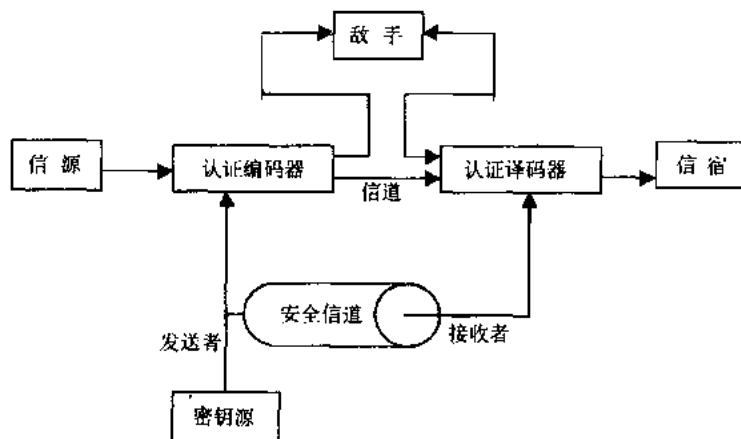 敌 手
信 源
认证编码器
信道
认证译码器
信 宿
安全信道
发送者
接收者
密钥源